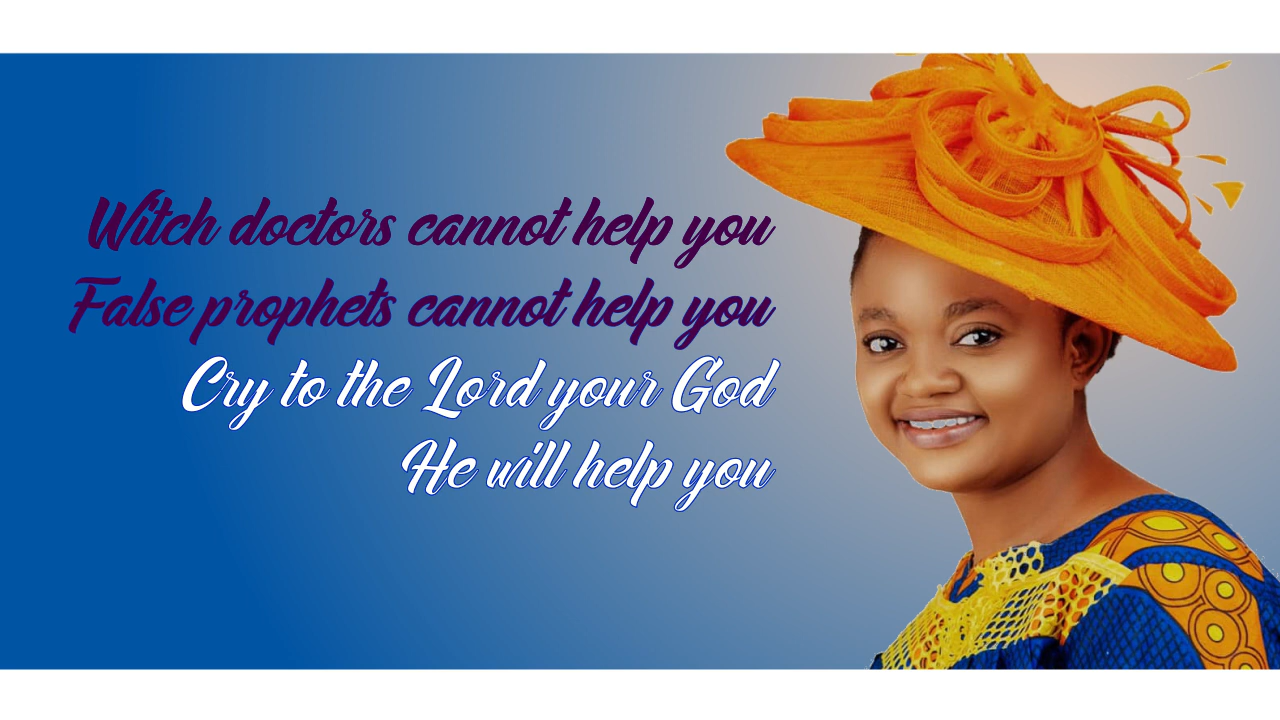 Witch doctors cannot help you
False prophets cannot help you
Cry to the Lord your God
He will help you